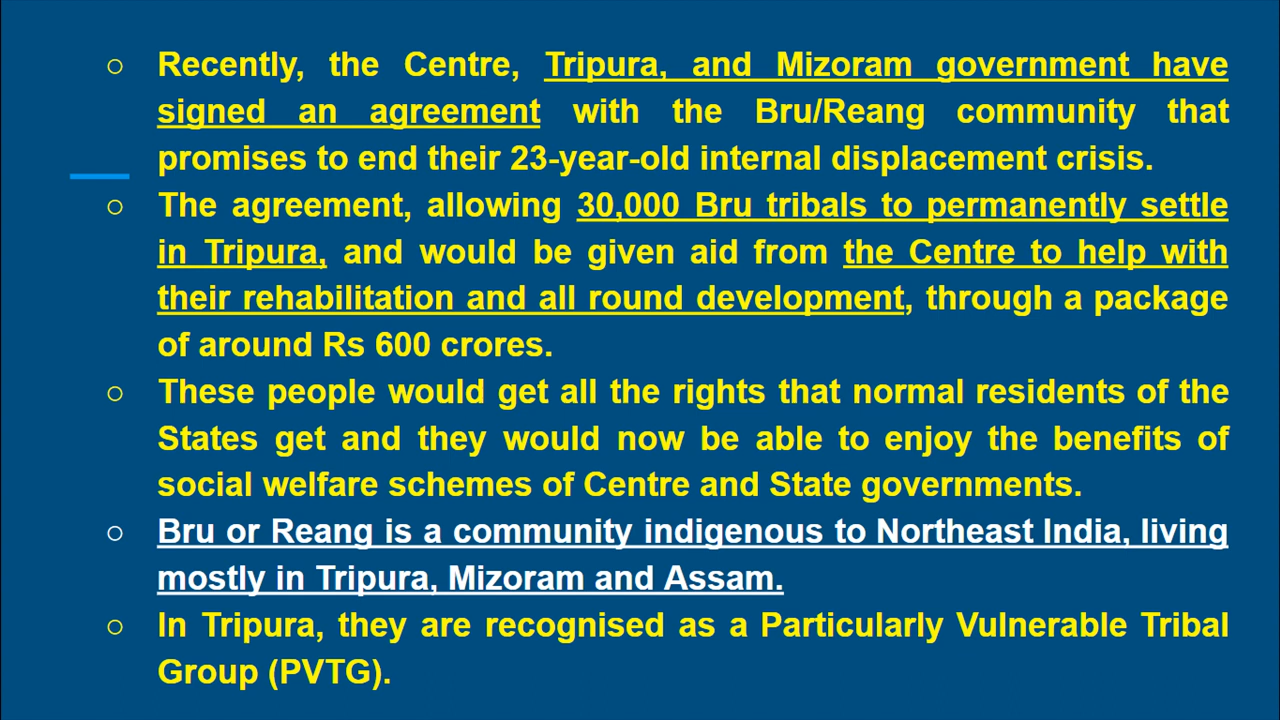 ○ Recently, the Centre, Tripura, and Mizoram government have
signed an agreement with the Bru/Reang community that
promises to end their 23-year-old internal displacement crisis.
○ The agreement, allowing 30,000 Bru tribals to permanently settle
in Tripura, and would be given aid from the Centre to help with
their rehabilitation and all round development, through a package
of around Rs 600 crores.
○ These people would get all the rights that normal residents of the
States get and they would now be able to enjoy the benefits of
social welfare schemes of Centre and State governments.
○ Bru or Reang is a community indigenous to Northeast India, living
mostly in Tripura, Mizoram and Assam.
○ In Tripura, they are recognised as a Particularly Vulnerable Tribal
Group (PVTG).